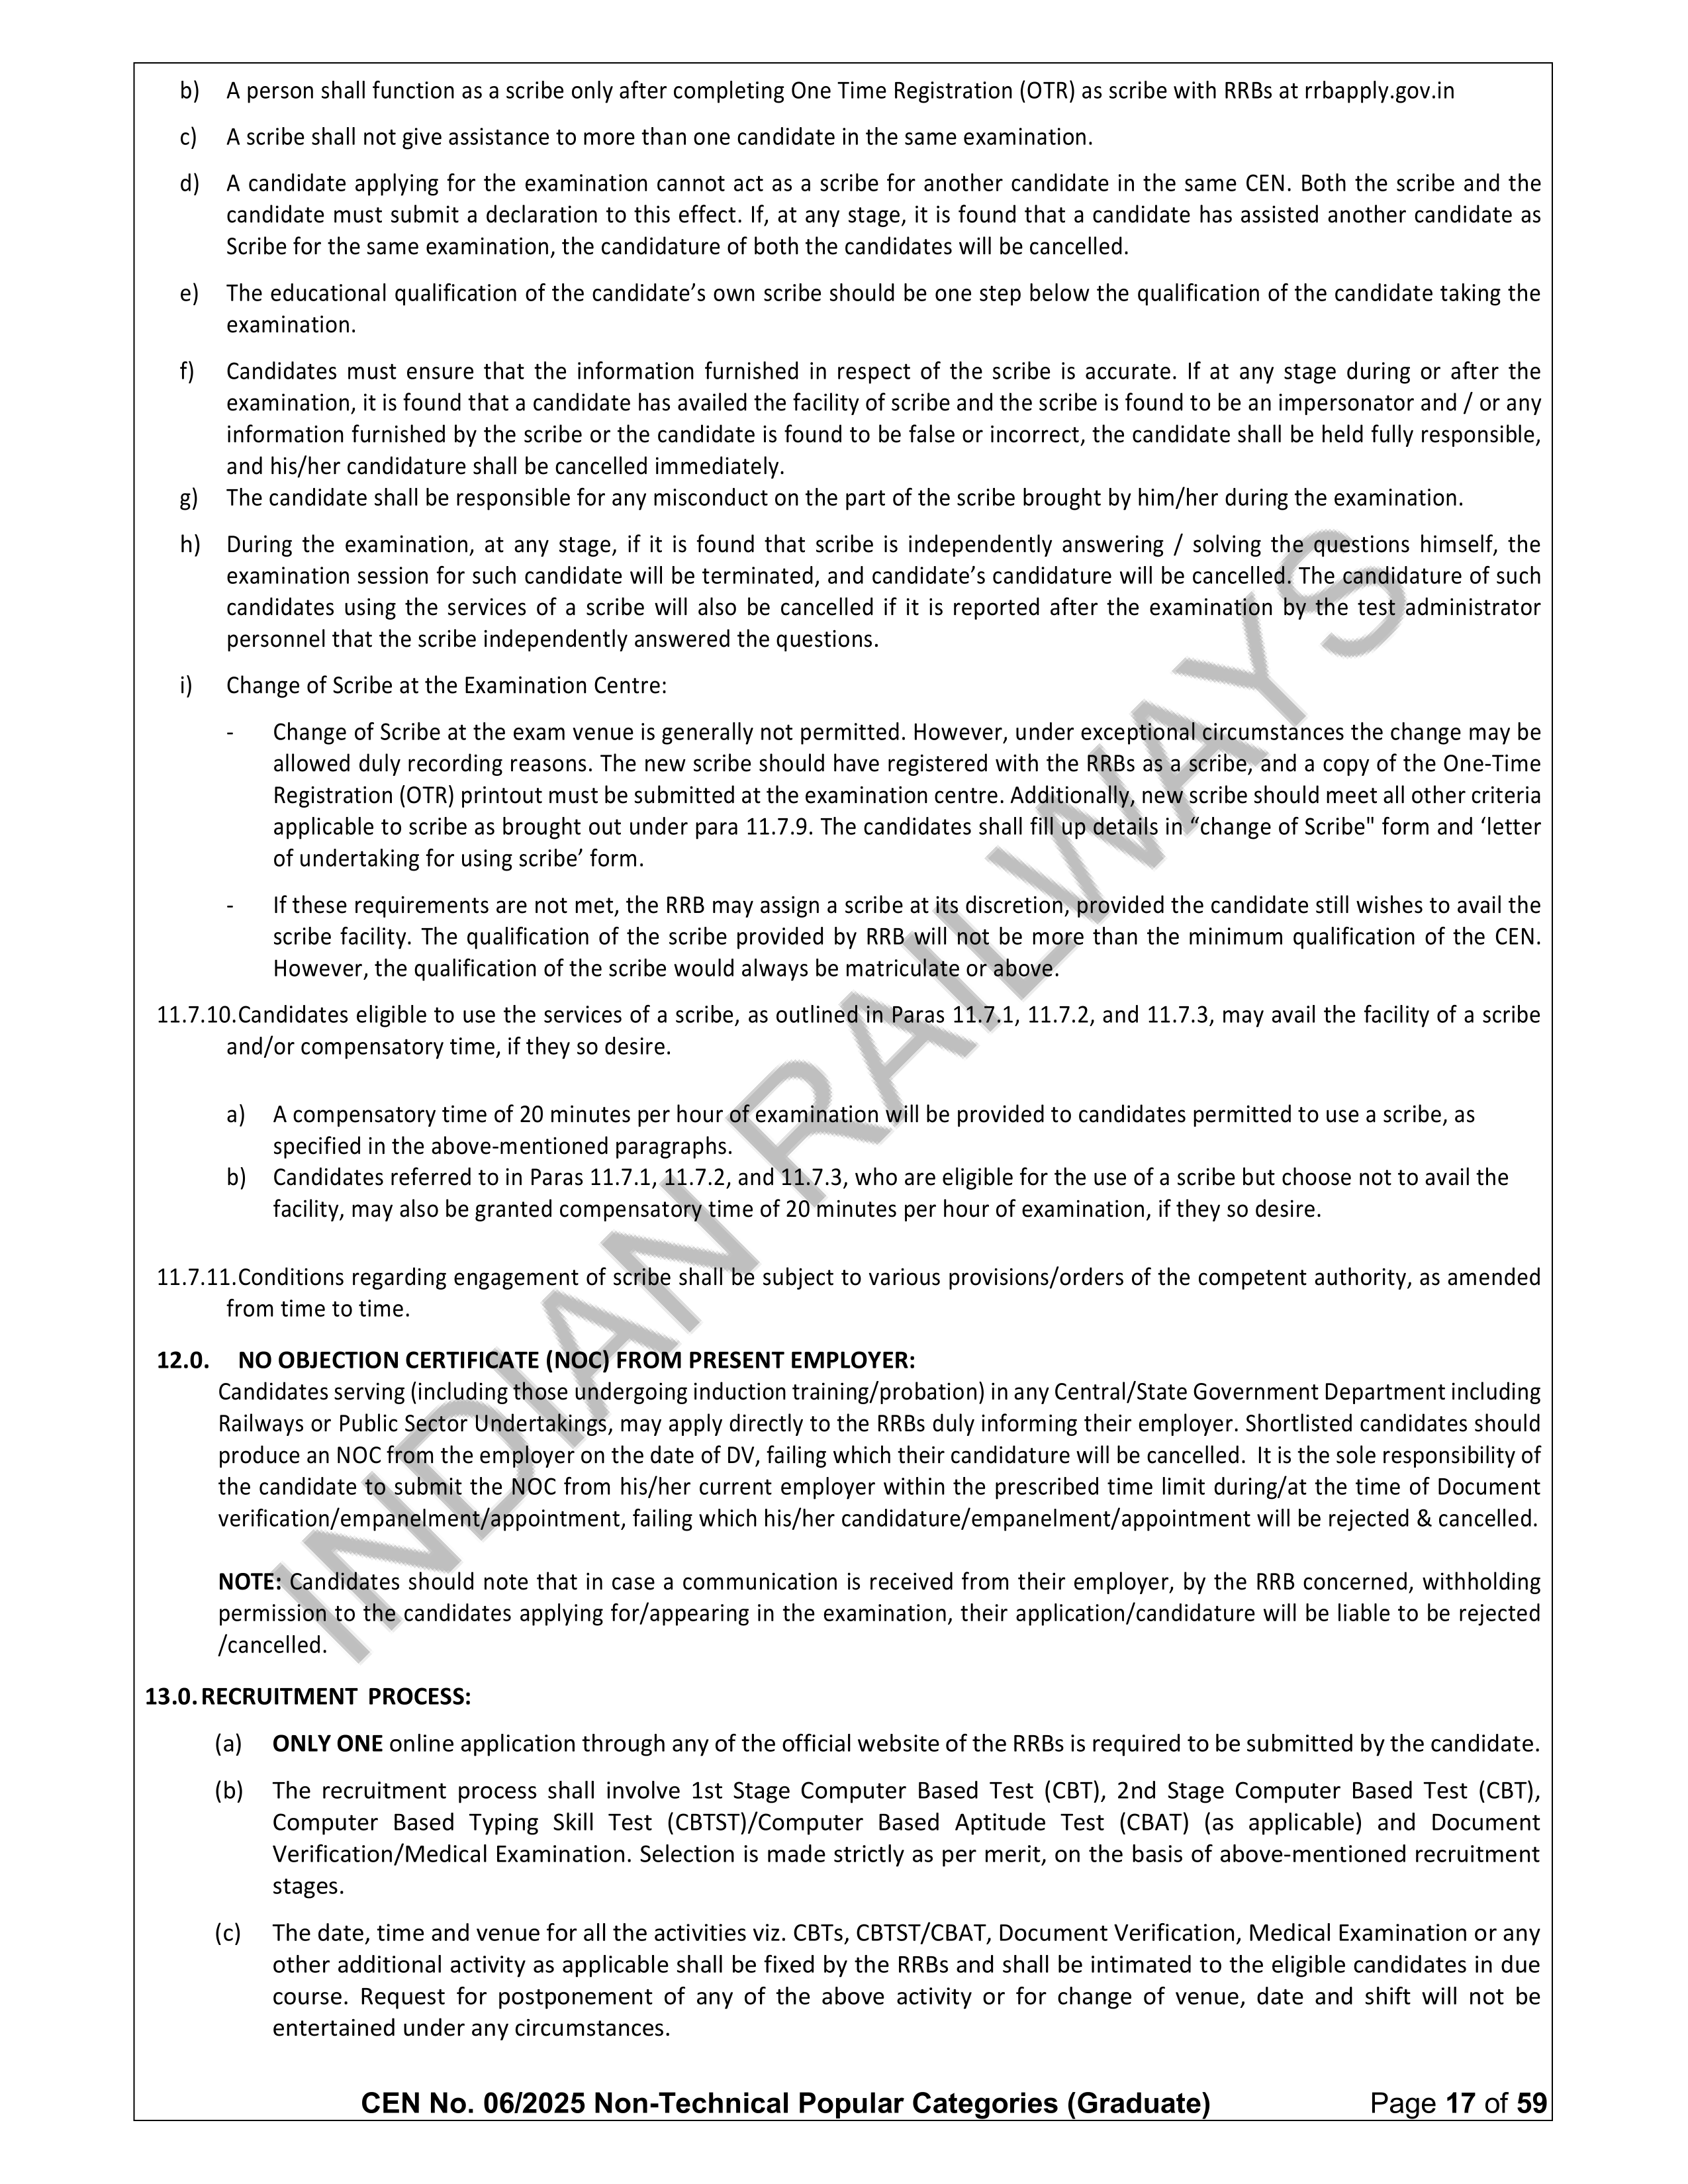 b) A person shall function as a scribe only after completing One Time Registration (OTR) as scribe with RRBs at rrbapply.gov.in
c) A scribe shall not give assistance to more than one candidate in the same examination.
d) A candidate applying for the examination cannot act as a scribe for another candidate in the same CEN. Both the scribe and the
candidate must submit a declaration to this effect. If, at any stage, it is found that a candidate has assisted another candidate as
Scribe for the same examination, the candidature of both the candidates will be cancelled.
e) The educational qualification of the candidate’s own scribe should be one step below the qualification of the candidate taking the
examination.
f) Candidates must ensure that the information furnished in respect of the scribe is accurate. If at any stage during or after the
examination, it is found that a candidate has availed the facility of scribe and the scribe is found to be an impersonator and / or any
information furnished by the scribe or the candidate is found to be false or incorrect, the candidate shall be held fully responsible,
and his/her candidature shall be cancelled immediately.
g) The candidate shall be responsible for any misconduct on the part of the scribe brought by him/her during the examination.
h) During the examination, at any stage, if it is found that scribe is independently answering / solving the questions himself, the
examination session for such candidate will be terminated, and candidate’s candidature will be cancelled. The candidature of such
candidates using the services of a scribe will also be cancelled if it is reported after the examination by the test administrator
personnel that the scribe independently answered the questions.
i) Change of Scribe at the Examination Centre:
- Change of Scribe at the exam venue is generally not permitted. However, under exceptional circumstances the change may be
allowed duly recording reasons. The new scribe should have registered with the RRBs as a scribe, and a copy of the One-Time
Registration (OTR) printout must be submitted at the examination centre. Additionally, new scribe should meet all other criteria
applicable to scribe as brought out under para 11.7.9. The candidates shall fill up details in “change of Scribe" form and ‘letter
of undertaking for using scribe’ form.
- If these requirements are not met, the RRB may assign a scribe at its discretion, provided the candidate still wishes to avail the
scribe facility. The qualification of the scribe provided by RRB will not be more than the minimum qualification of the CEN.
However, the qualification of the scribe would always be matriculate or above.
11.7.10.Candidates eligible to use the services of a scribe, as outlined in Paras 11.7.1, 11.7.2, and 11.7.3, may avail the facility of a scribe
and/or compensatory time, if they so desire.
a) A compensatory time of 20 minutes per hour of examination will be provided to candidates permitted to use a scribe, as
specified in the above-mentioned paragraphs.
b) Candidates referred to in Paras 11.7.1, 11.7.2, and 11.7.3, who are eligible for the use of a scribe but choose not to avail the
facility, may also be granted compensatory time of 20 minutes per hour of examination, if they so desire.
11.7.11.Conditions regarding engagement of scribe shall be subject to various provisions/orders of the competent authority, as amended
from time to time.
12.0. NO OBJECTION CERTIFICATE (NOC) FROM PRESENT EMPLOYER:
Candidates serving (including those undergoing induction training/probation) in any Central/State Government Department including
Railways or Public Sector Undertakings, may apply directly to the RRBs duly informing their employer. Shortlisted candidates should
produce an NOC from the employer on the date of DV, failing which their candidature will be cancelled. It is the sole responsibility of
the candidate to submit the NOC from his/her current employer within the prescribed time limit during/at the time of Document
verification/empanelment/appointment, failing which his/her candidature/empanelment/appointment will be rejected & cancelled.
NOTE: Candidates should note that in case a communication is received from their employer, by the RRB concerned, withholding
permission to the candidates applying for/appearing in the examination, their application/candidature will be liable to be rejected
/cancelled.
13.0. RECRUITMENT PROCESS:
(a) ONLY ONE online application through any of the official website of the RRBs is required to be submitted by the candidate.
(b) The recruitment process shall involve 1st Stage Computer Based Test (CBT), 2nd Stage Computer Based Test (CBT),
Computer Based Typing Skill Test (CBTST)/Computer Based Aptitude Test (CBAT) (as applicable) and Document
Verification/Medical Examination. Selection is made strictly as per merit, on the basis of above-mentioned recruitment
stages.
(c) The date, time and venue for all the activities viz. CBTs, CBTST/CBAT, Document Verification, Medical Examination or any
other additional activity as applicable shall be fixed by the RRBs and shall be intimated to the eligible candidates in due
course. Request for postponement of any of the above activity or for change of venue, date and shift will not be
entertained under any circumstances.
CEN No. 06/2025 Non-Technical Popular Categories (Graduate) Page 17 of 59
INDIAN RAILWAYS